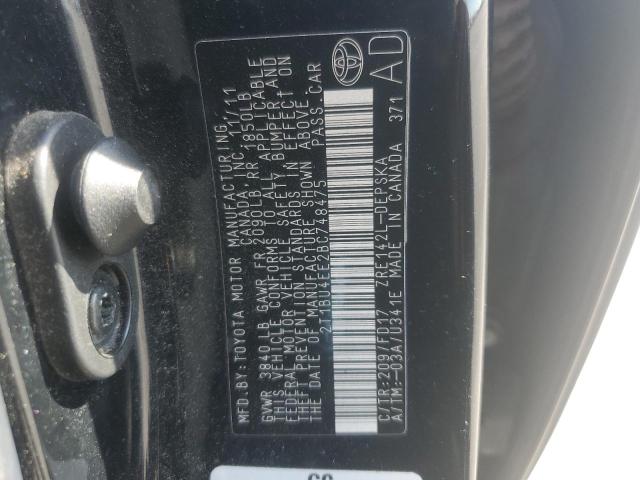 MFD.BY:TOYOTA MOTOR MANUFACTURING,
CANADA,INC. 11/11
GVWR 3840LB GAWR FR 2090LB RR 1850LB
THIS VEHICLE CONFORMS TO ALL APPLICABLE
FEDERAL MOTOR VEHICLE SAFETY BUMPER AND
THEFT PREVENTION STANDARDS IN EFFECT ON
THE DATE OF MANUFACTURE SHOWN ABOVE.
2T1BU4EE2BC748475 PASS.CAR
C/TR:209/FD17 ZRE142L-DEPSKA
A/TM:-03A/U341E MADE IN CANADA 371
AD